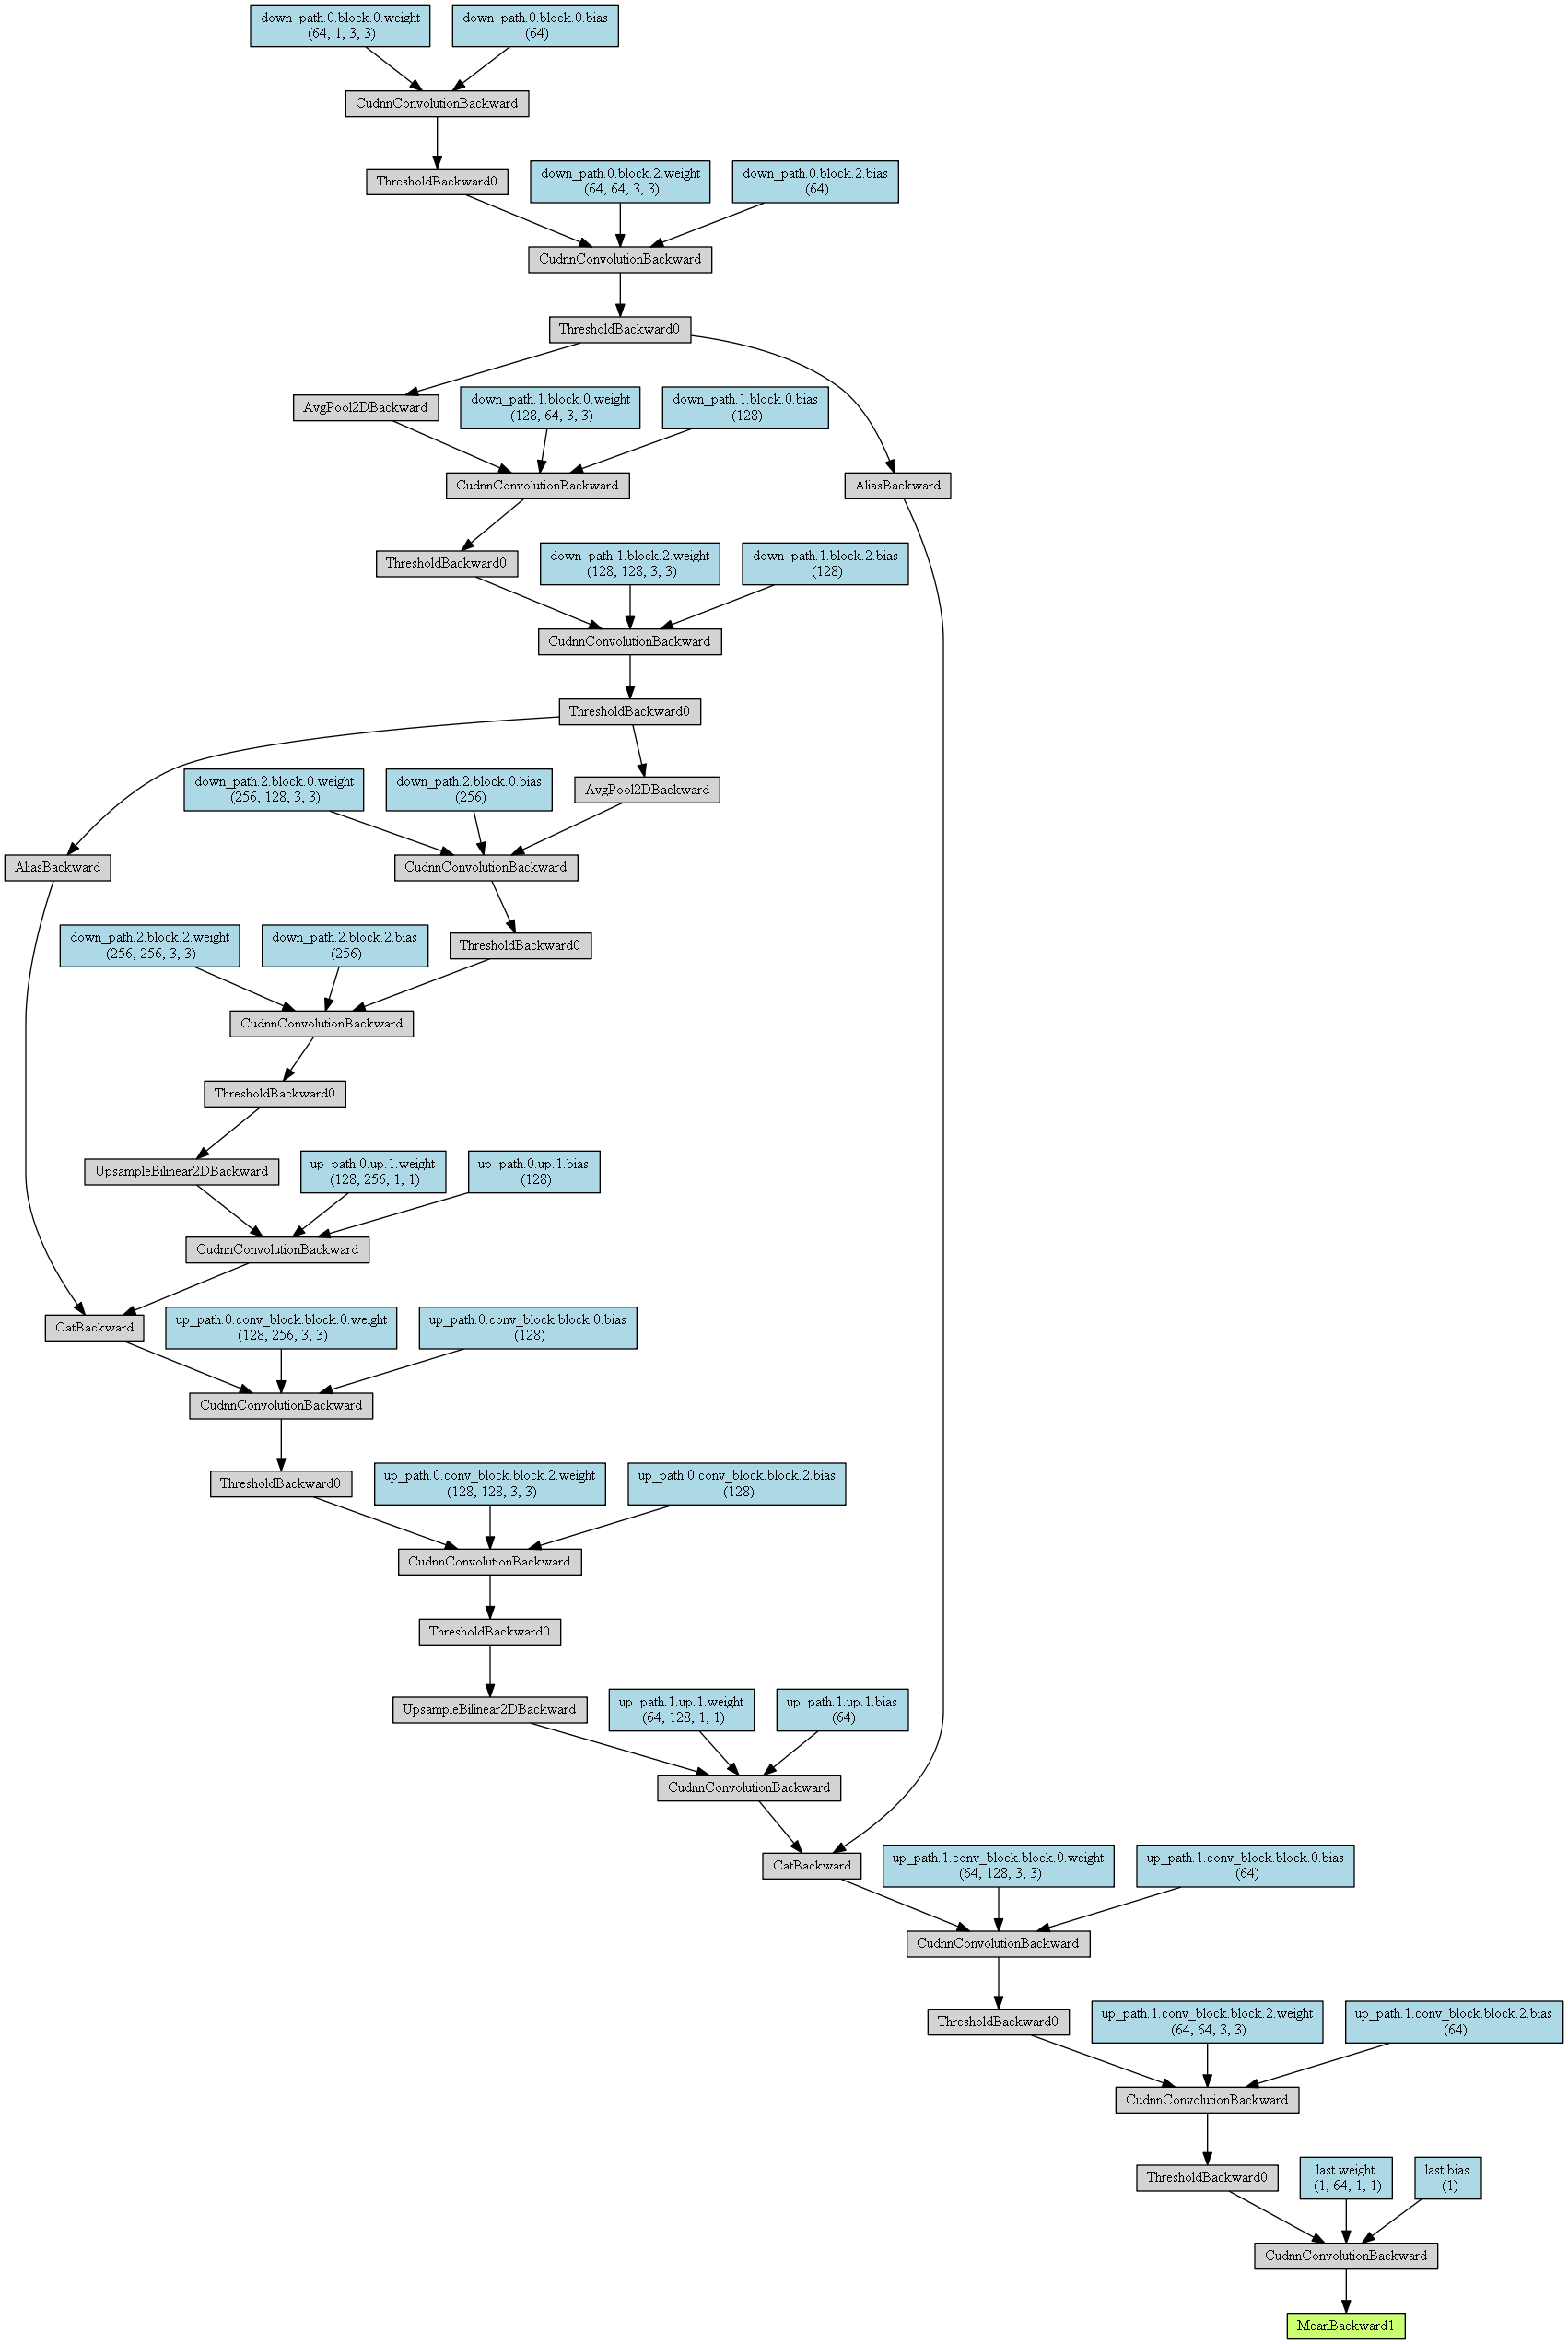 down_path.0.block.0.weight
(64, 1, 3, 3)
down_path.0.block.0.bias
(64)
CudnnConvolutionBackward
ThresholdBackward0
down_path.0.block.2.weight
(64, 64, 3, 3)
down_path.0.block.2.bias
(64)
CudnnConvolutionBackward
ThresholdBackward0
AvgPool2DBackward
down_path.1.block.0.weight
(128, 64, 3, 3)
down_path.1.block.0.bias
(128)
CudnnConvolutionBackward
AliasBackward
ThresholdBackward0
down_path.1.block.2.weight
(128, 128, 3, 3)
down_path.1.block.2.bias
(128)
CudnnConvolutionBackward
ThresholdBackward0
down_path.2.block.0.weight
(256, 128, 3, 3)
down_path.2.block.0.bias
(256)
AvgPool2DBackward
AliasBackward
CudnnConvolutionBackward
down_path.2.block.2.weight
(256, 256, 3, 3)
down_path.2.block.2.bias
(256)
ThresholdBackward0
CudnnConvolutionBackward
ThresholdBackward0
UpsampleBilinear2DBackward
up_path.0.up.1.weight
(128, 256, 1, 1)
up_path.0.up.1.bias
(128)
CudnnConvolutionBackward
CatBackward
up_path.0.conv_block.block.0.weight
(128, 256, 3, 3)
up_path.0.conv_block.block.0.bias
(128)
CudnnConvolutionBackward
ThresholdBackward0
up_path.0.conv_block.block.2.weight
(128, 128, 3, 3)
up_path.0.conv_block.block.2.bias
(128)
CudnnConvolutionBackward
ThresholdBackward0
UpsampleBilinear2DBackward
up_path.1.up.1.weight
(64, 128, 1, 1)
up_path.1.up.1.bias
(64)
CudnnConvolutionBackward
CatBackward
up_path.1.conv_block.block.0.weight
(64, 128, 3, 3)
up_path.1.conv_block.block.0.bias
(64)
CudnnConvolutionBackward
ThresholdBackward0
up_path.1.conv_block.block.2.weight
(64, 64, 3, 3)
up_path.1.conv_block.block.2.bias
(64)
CudnnConvolutionBackward
ThresholdBackward0
last.weight
(1, 64, 1, 1)
last.bias
(1)
CudnnConvolutionBackward
MeanBackward1